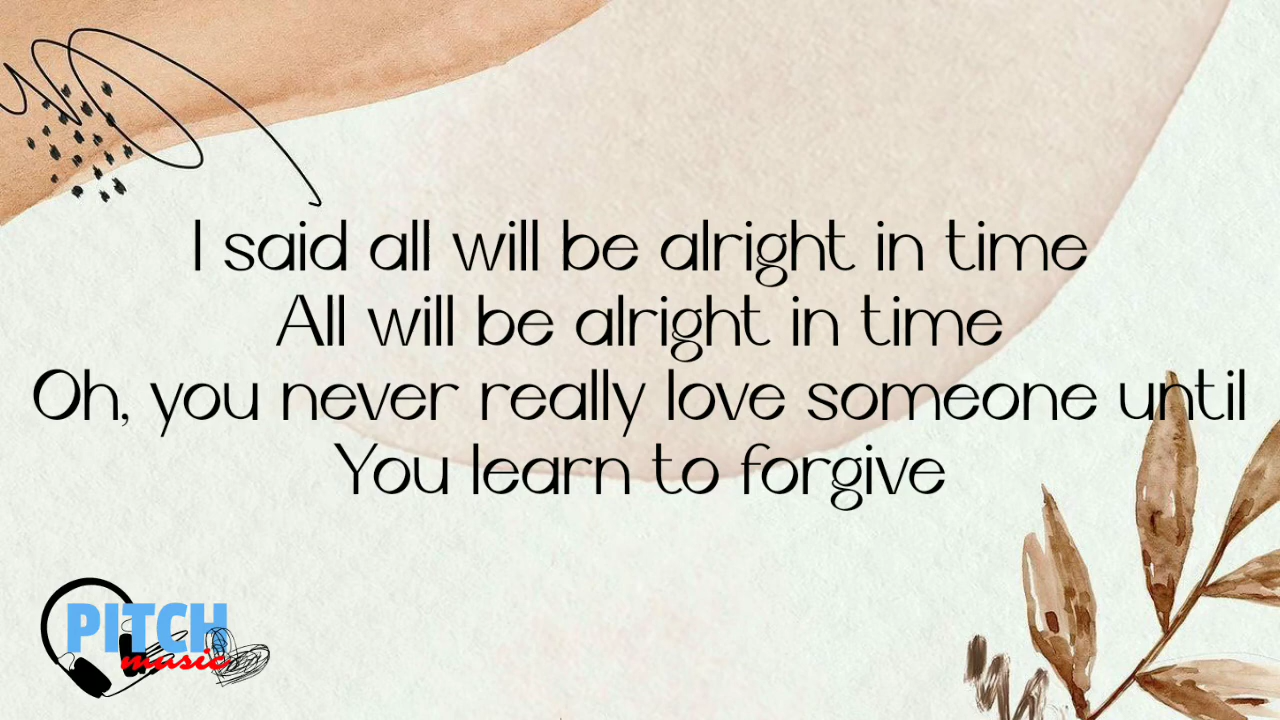 I said all will be alright in time
All will be alright in time
Oh, you never really love someone until
You learn to forgive
PITCH
music